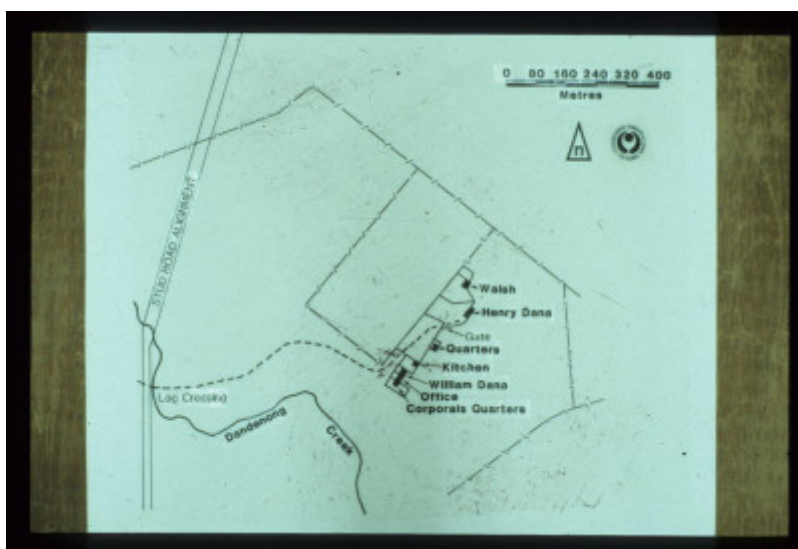 0 80 160 240 320 400
Metres
n
STUD ROAD ALIGNMENT
Walsh
Henry Dana
Gate
Quarters
Kitchen
William Dana
Office
Corporals Quarters
Log Crossing
Dandenong
Creek